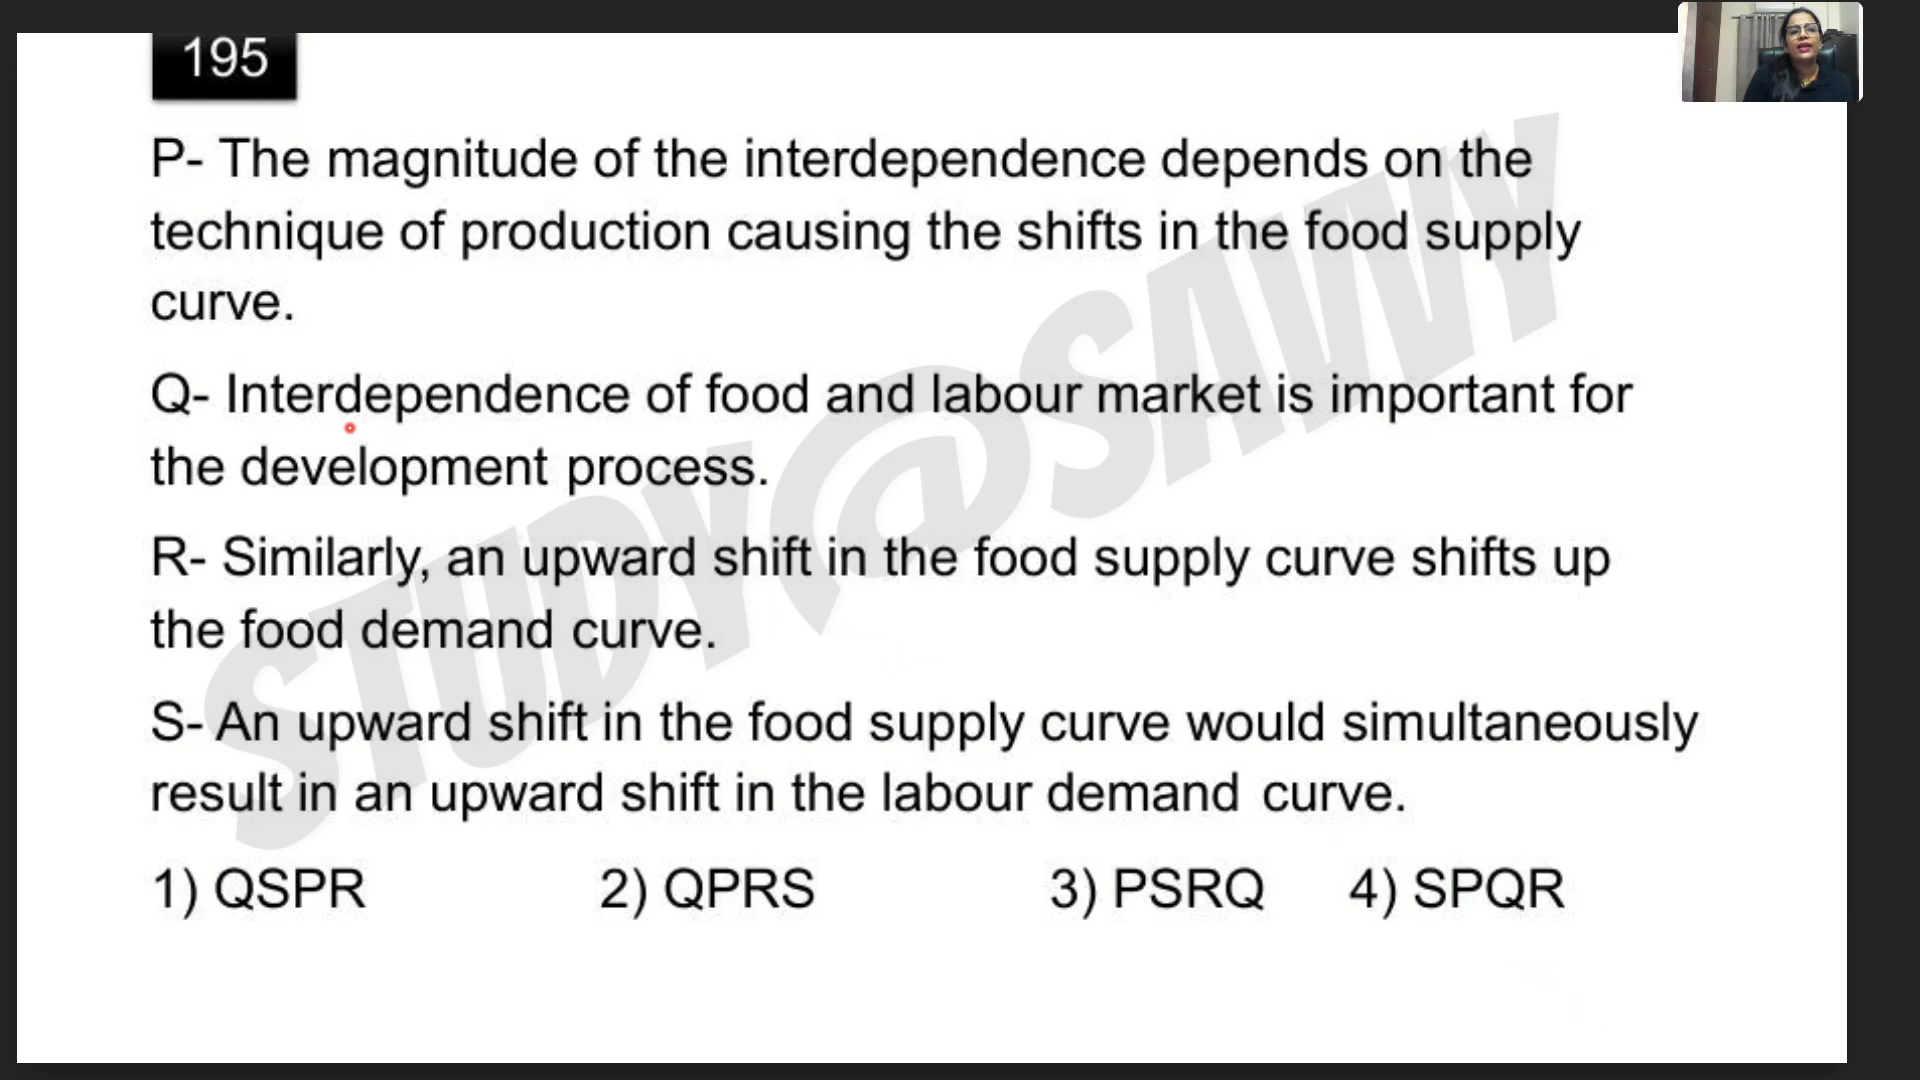 195
P- The magnitude of the interdependence depends on the
technique of production causing the shifts in the food supply
curve.
Q- Interdependence of food and labour market is important for
the development process.
R- Similarly, an upward shift in the food supply curve shifts up
the food demand curve.
S- An upward shift in the food supply curve would simultaneously
result in an upward shift in the labour demand curve.
1) QSPR 2) QPRS 3) PSRQ 4) SPQR
STUDY@SAVVY